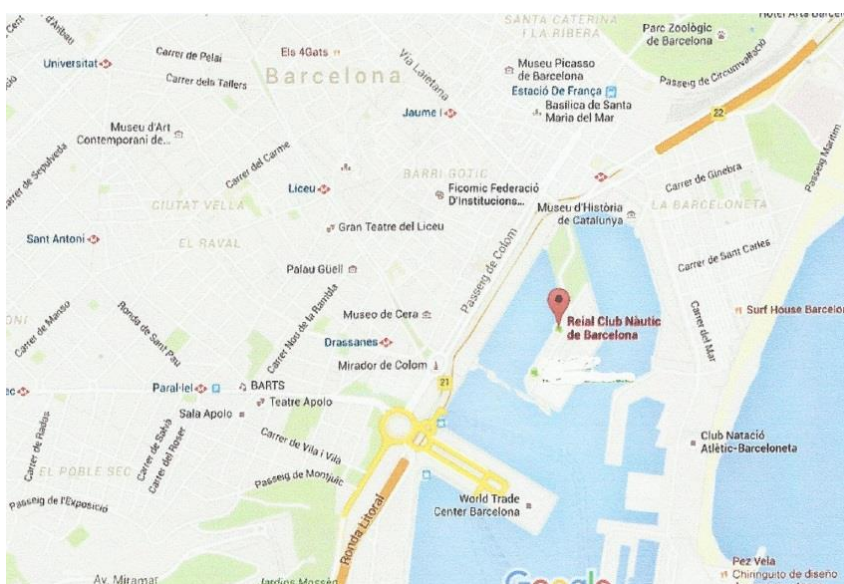 SANTA CATERINA
I LA RIBERA
Parc Zoològic
de Barcelona
Hotel Arts Barcel
d'Aribau
Carrer de Pelai
Els 4Gats
Via Laietana
Universitat
Barcelona
Carrer dels Tallers
Museu Picasso
de Barcelona
Passeig de Circumval·lació
Estació De França
Jaume I
Basílica de Santa
Maria del Mar
22
Museu d'Art
Contemporani de...
Carrer de Sepúlveda
Carrer del Carme
Passeig Marítim
BARRI GÒTIC
Carrer de Ginebra
Liceu
Ficomic Federació
D'Institucions...
CIUTAT VELLA
Museu d'Història
de Catalunya
LA BARCELONETA
Gran Teatre del Liceu
Sant Antoni
EL RAVAL
Passeig de Colom
Carrer de Sant Carles
Palau Güell
Carrer de Manso
Ronda de Sant Pau
Carrer Nou de la Rambla
Museo de Cera
Reial Club Nàutic
de Barcelona
Carrer del Mar
Surf House Barcelon
Drassanes
Mirador de Colom
21
Paral·lel
BARTS
Teatre Apolo
Sala Apolo
Carrer de Radas
Carrer de Salvà
Carrer del Roser
Carrer de Vila i Vilà
Club Natació
Atlètic-Barceloneta
EL POBLE SEC
Passeig de Montjuïc
Passeig de l'Exposició
World Trade
Center Barcelona
Ronda Litoral
Pez Vela
Chiringuito de diseño
Av. Miramar
Jardins Mossèn
Google